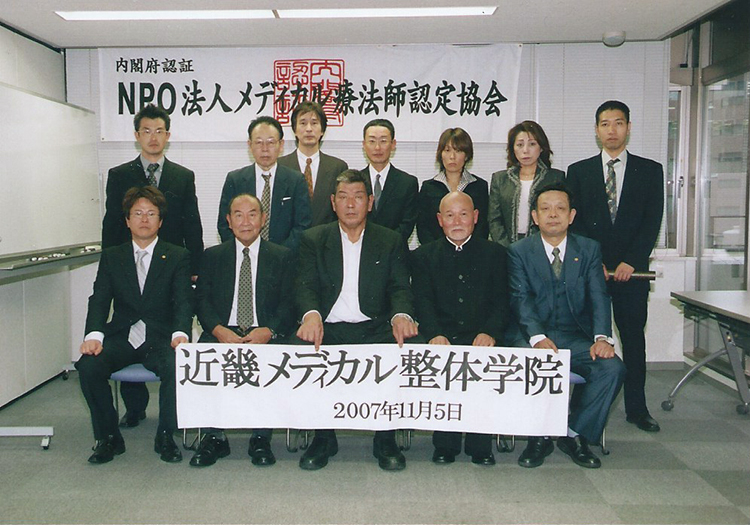 内閣府認証
NPO法人メディカル療法師認定協会
近畿メディカル整体学院
2007年11月5日